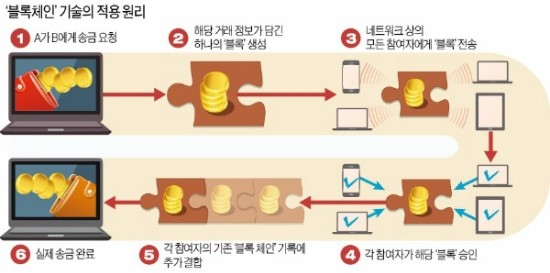 ‘블록체인’ 기술의 적용 원리
1 A가 B에게 송금 요청
2 해당 거래 정보가 담긴
하나의 ‘블록’ 생성
3 네트워크 상의
모든 참여자에게 ‘블록’ 전송
4 각 참여자가 해당 ‘블록’ 승인
5 각 참여자의 기존 ‘블록 체인’ 기록에
추가 결합
6 실제 송금 완료